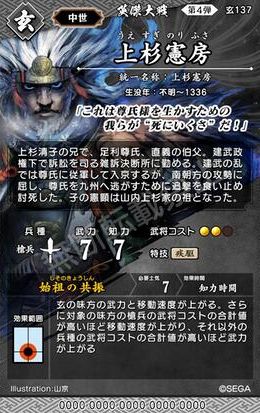 玄
中世
英傑大戦
第4弾
玄137
うえすぎのりふさ
上杉憲房
統一名称：上杉憲房
生没年：不明～1336
「これは尊氏様を生かすための
我らが“死にいくさ”だ！」
上杉清子の兄で、足利尊氏、直義の伯父。建武政
権下で訴訟を司る雑訴決断所に勤める。建武の乱
では尊氏に従軍して入京するが、南朝方の攻勢に
屈し、尊氏を九州へ逃がすために追撃を食い止め
討死した。子の憲顕は山内上杉家の祖となった。
兵種
槍兵
武力
7
知力
7
武将コスト
特技
疾駆
しそのきょうしん
始祖の共振
必要士気
7
効果時間
知力時間
効果範囲
玄の味方の武力と移動速度が上がる。さら
に対象の味方の槍兵の武将コストの合計値
が高いほど移動速度が上がり、それ以外の
兵種の武将コストの合計値が高いほど武力
が上がる
Illustration:山宗
©SEGA
0000-0000-0000-0000-0000